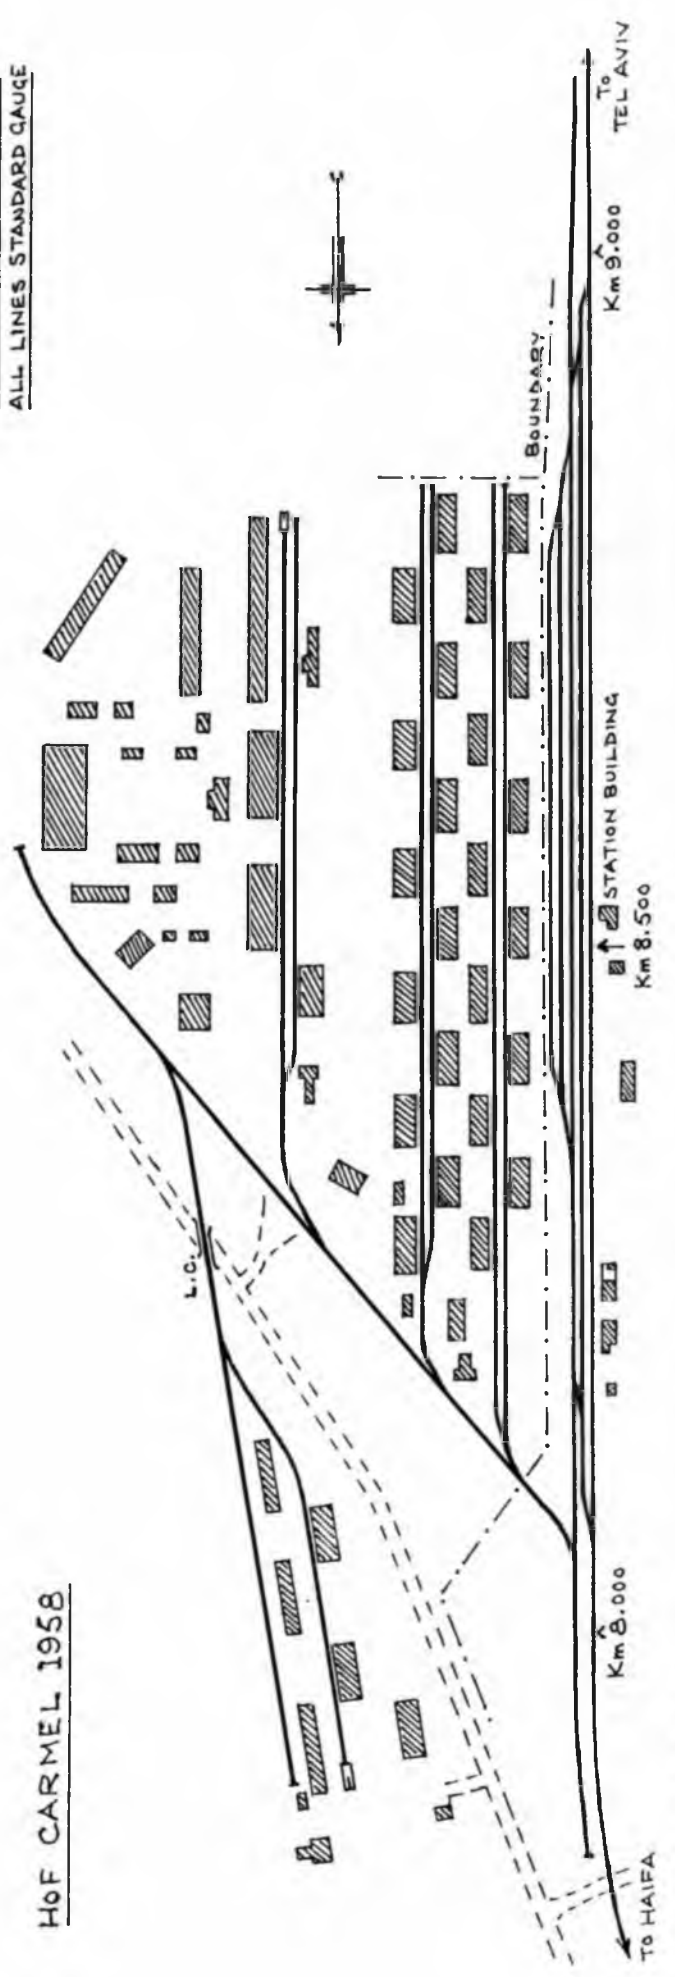 HOF CARMEL 1958
ALL LINES STANDARD GAUGE
L.C.
BOUNDARY
TO HAIFA
Km 8.000
Km 8.500
STATION BUILDING
Km 9.000
TO
TEL AVIV